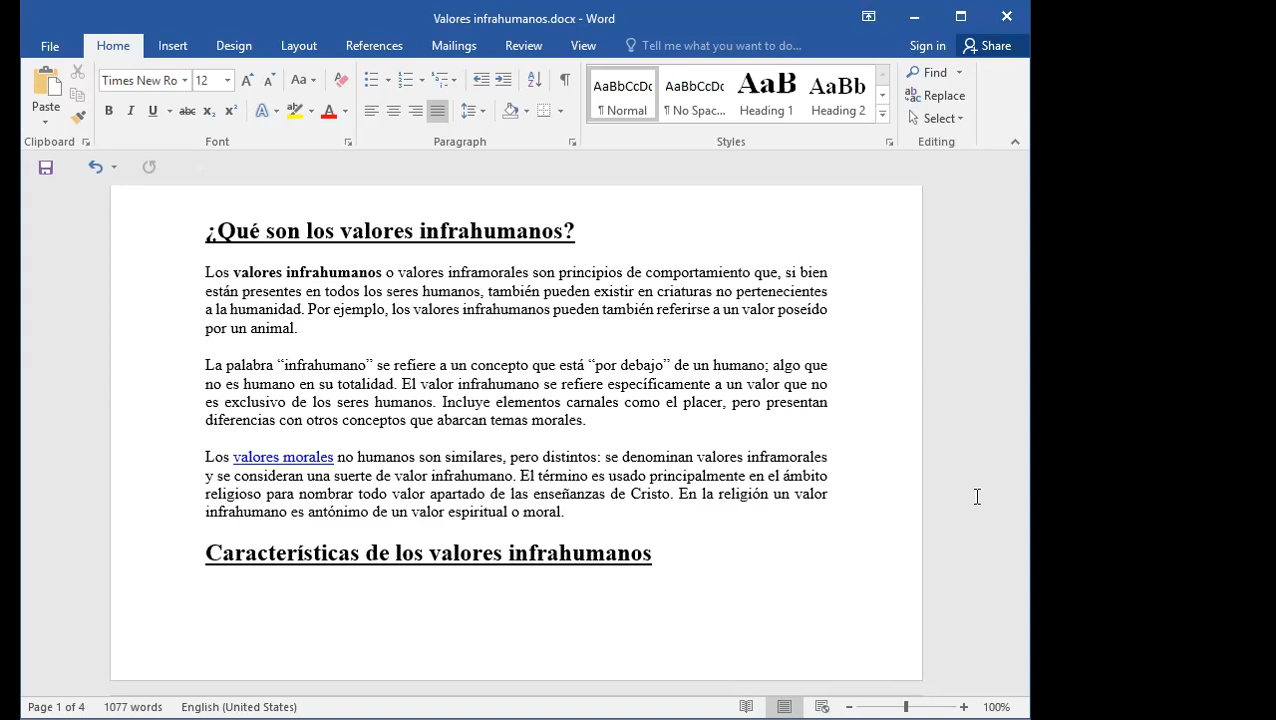 Valores infrahumanos.docx - Word
File Home Insert Design Layout References Mailings Review View Tell me what you want to do... Sign in Share
Times New Ro 12 Aa
Paste
B I U abc x₂ x² A ab A
AaBbCcDc AaBbCcDc AaB AaBb
¶ Normal ¶ No Spac... Heading 1 Heading 2
Find
Replace
Select
Clipboard Font Paragraph Styles Editing
¿Qué son los valores infrahumanos?
Los valores infrahumanos o valores inframorales son principios de comportamiento que, si bien
están presentes en todos los seres humanos, también pueden existir en criaturas no pertenecientes
a la humanidad. Por ejemplo, los valores infrahumanos pueden también referirse a un valor poseído
por un animal.
La palabra “infrahumano” se refiere a un concepto que está “por debajo” de un humano; algo que
no es humano en su totalidad. El valor infrahumano se refiere específicamente a un valor que no
es exclusivo de los seres humanos. Incluye elementos carnales como el placer, pero presentan
diferencias con otros conceptos que abarcan temas morales.
Los valores morales no humanos son similares, pero distintos: se denominan valores inframorales
y se consideran una suerte de valor infrahumano. El término es usado principalmente en el ámbito
religioso para nombrar todo valor apartado de las enseñanzas de Cristo. En la religión un valor
infrahumano es antónimo de un valor espiritual o moral.
Características de los valores infrahumanos
Page 1 of 4 1077 words English (United States) 100%